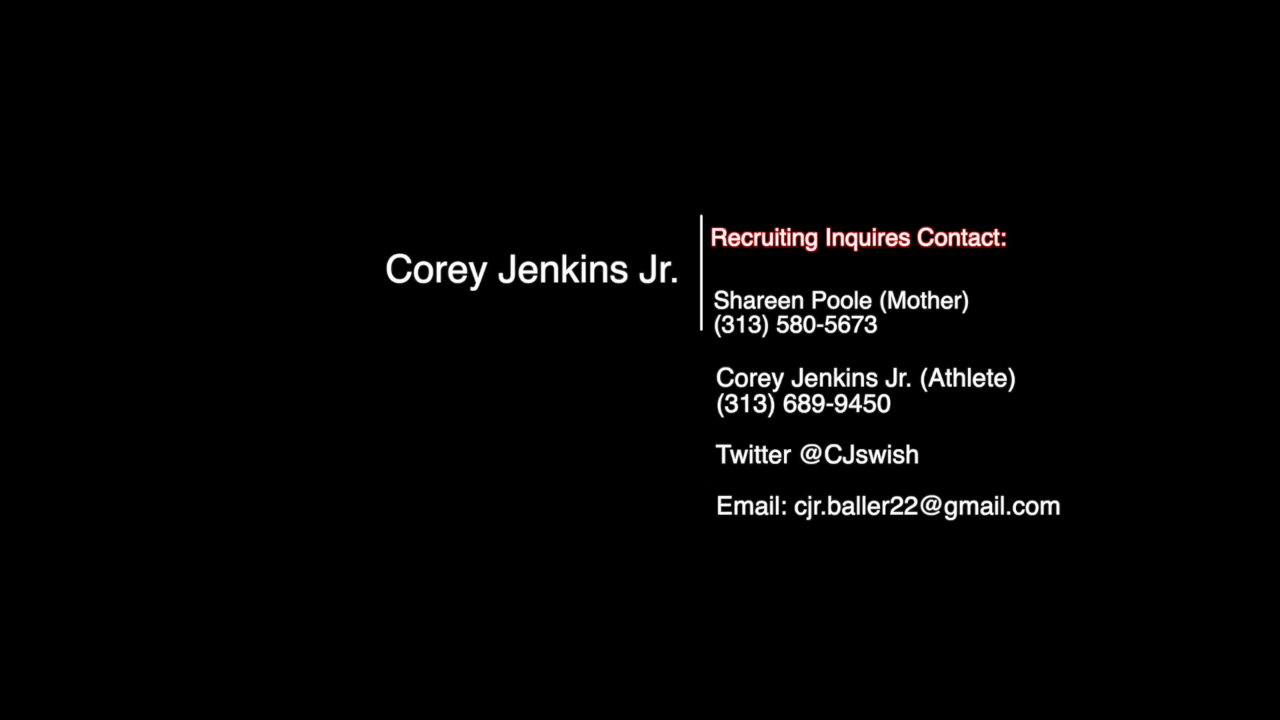 Corey Jenkins Jr.
Recruiting Inquires Contact:
Shareen Poole (Mother)
(313) 580-5673
Corey Jenkins Jr. (Athlete)
(313) 689-9450
Twitter @CJswish
Email: cjr.baller22@gmail.com